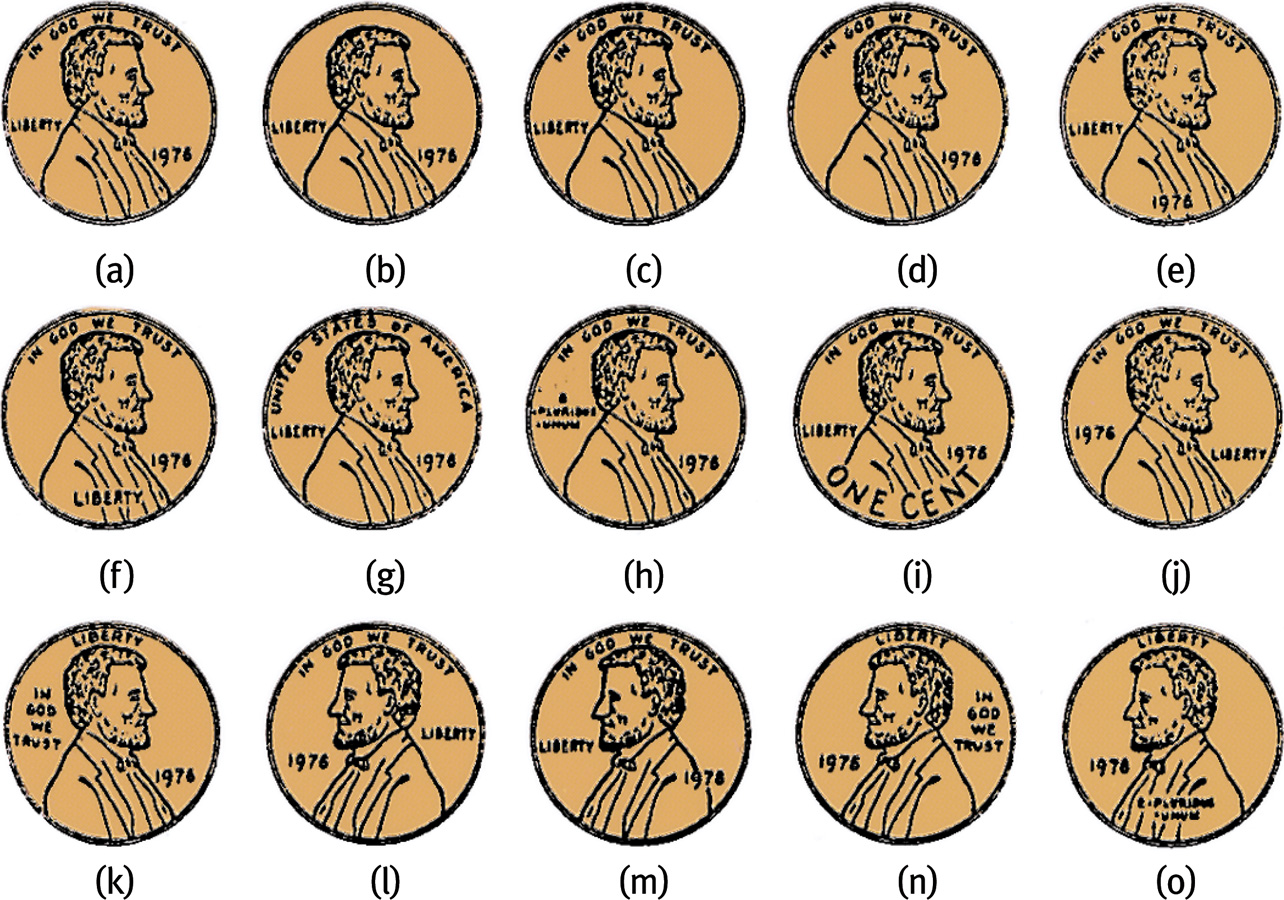 IN GOD WE TRUST
LIBERTY
1976
(a)
LIBERTY
1976
(b)
IN GOD WE TRUST
LIBERTY
1976
(c)
IN GOD WE TRUST
1976
(d)
IN GOD WE TRUST
LIBERTY
1976
(e)
IN GOD WE TRUST
1976
LIBERTY
(f)
UNITED STATES OF AMERICA
LIBERTY
1976
(g)
IN GOD WE TRUST
E
•PLURIBUS
•UNUM
1976
(h)
IN GOD WE TRUST
LIBERTY
1976
ONE CENT
(i)
IN GOD WE TRUST
1976
LIBERTY
(j)
LIBERTY
IN
GOD
WE
TRUST
1976
(k)
IN GOD WE TRUST
LIBERTY
1976
(l)
IN GOD WE TRUST
LIBERTY
1976
(m)
LIBERTY
IN
GOD
WE
TRUST
1976
(n)
LIBERTY
1976
E•PLURIBUS
•UNUM
(o)